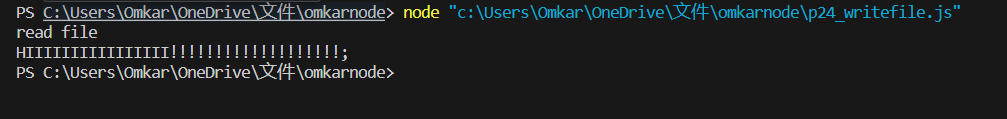 PS C:\Users\Omkar\OneDrive\文件\omkarnode> node "c:\Users\Omkar\OneDrive\文件\omkarnode\p24_writefile.js"
read file
HIIIIIIIIIIIIIIII!!!!!!!!!!!!!!!!!!!;
PS C:\Users\Omkar\OneDrive\文件\omkarnode>